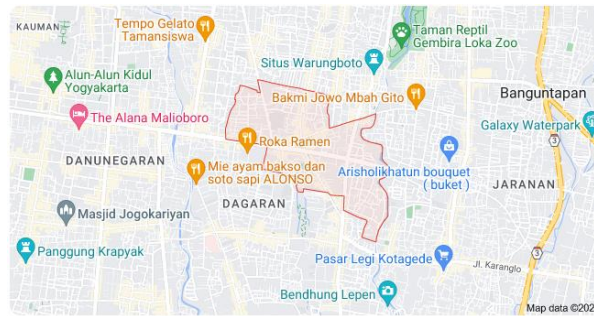 KAUMAN
Tempo Gelato
Tamansiswa
Taman Reptil
Gembira Loka Zoo
Situs Warungboto
Alun-Alun Kidul
Yogyakarta
Bakmi Jowo Mbah Gito
Banguntapan
The Alana Malioboro
Galaxy Waterpark
3
Roka Ramen
DANUNEGARAN
Mie ayam bakso dan
soto sapi ALONSO
Arisholikhatun bouquet
( buket )
JARANAN
DAGARAN
Masjid Jogokariyan
Panggung Krapyak
Pasar Legi Kotagede
3
Jl. Karanglo
Bendhung Lepen
Map data ©202